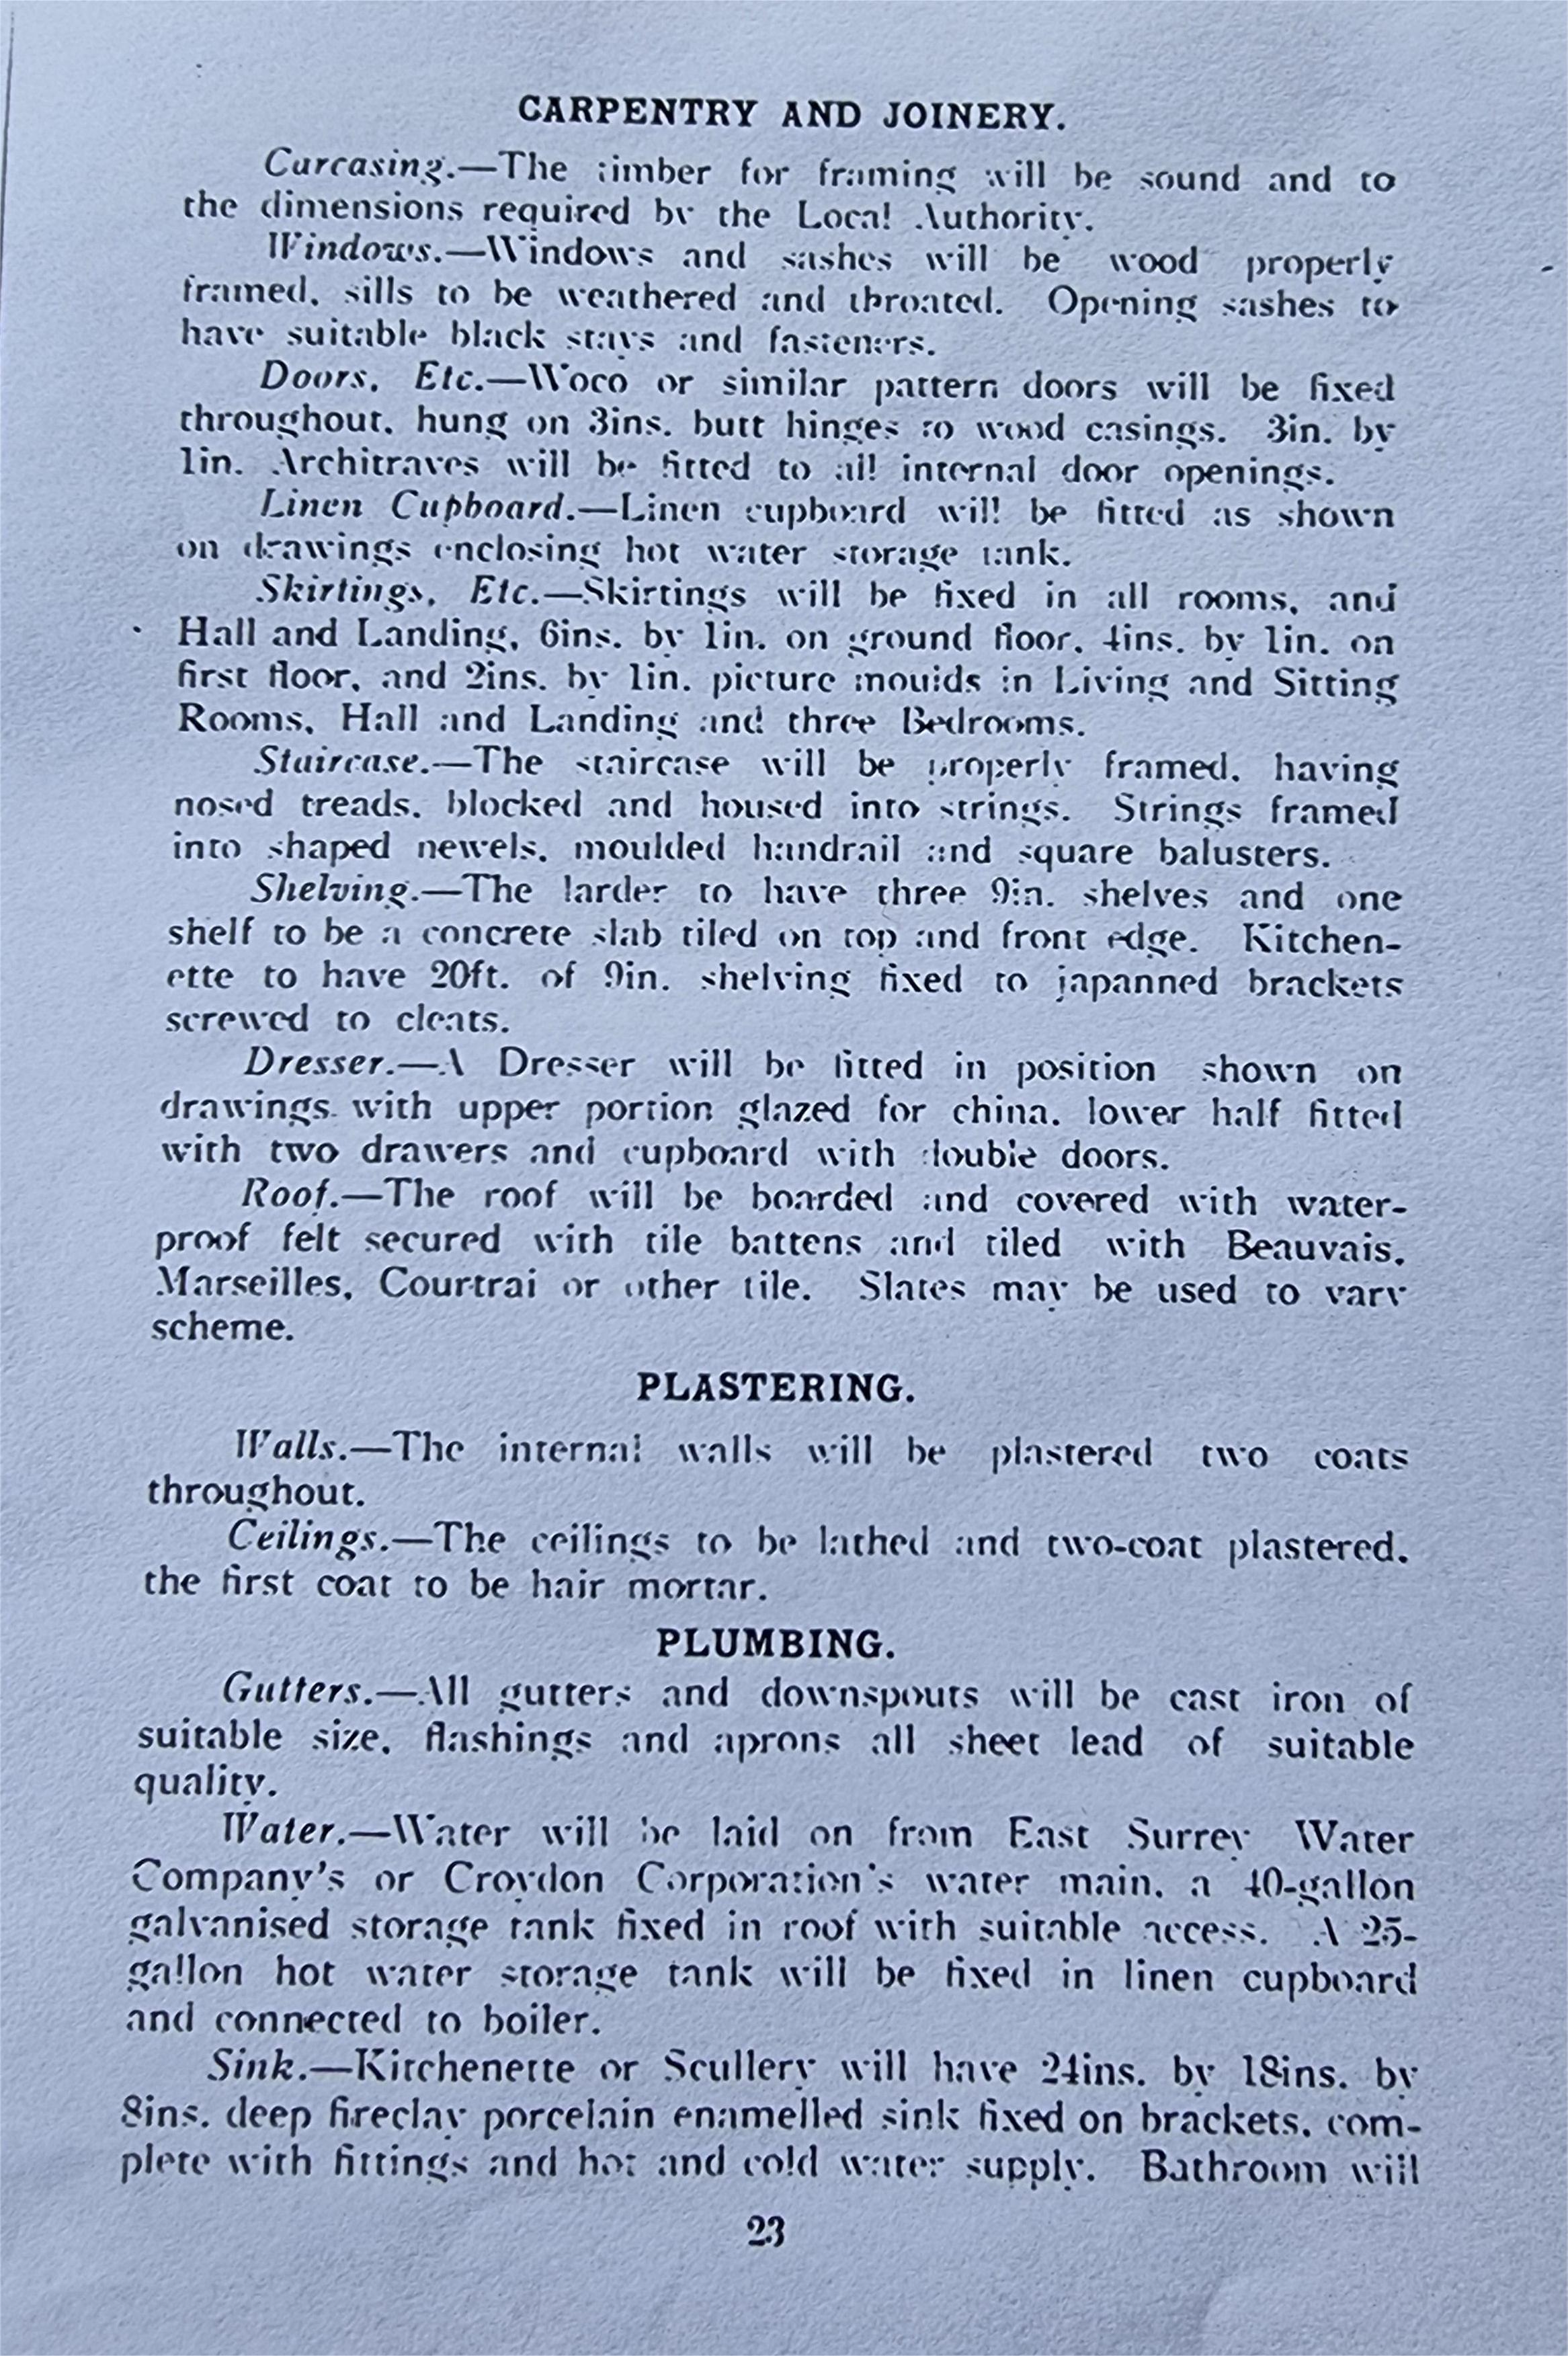 CARPENTRY AND JOINERY.
Carcasing.—The timber for framing will be sound and to
the dimensions required by the Local Authority.
Windows.—Windows and sashes will be wood properly
framed, sills to be weathered and throated. Opening sashes to
have suitable black stays and fasteners.
Doors, Etc.—Woco or similar pattern doors will be fixed
throughout, hung on 3ins. butt hinges to wood casings. 3in. by
1in. Architraves will be fitted to all internal door openings.
Linen Cupboard.—Linen cupboard will be fitted as shown
on drawings enclosing hot water storage tank.
Skirtings, Etc.—Skirtings will be fixed in all rooms, and
Hall and Landing, 6ins. by 1in. on ground floor, 4ins. by 1in. on
first floor, and 2ins. by 1in. picture moulds in Living and Sitting
Rooms, Hall and Landing and three Bedrooms.
Staircase.—The staircase will be properly framed, having
nosed treads, blocked and housed into strings. Strings framed
into shaped newels, moulded handrail and square balusters.
Shelving.—The larder to have three 9in. shelves and one
shelf to be a concrete slab tiled on top and front edge. Kitchen-
ette to have 20ft. of 9in. shelving fixed to japanned brackets
screwed to cleats.
Dresser.—A Dresser will be fitted in position shown on
drawings with upper portion glazed for china, lower half fitted
with two drawers and cupboard with double doors.
Roof.—The roof will be boarded and covered with water-
proof felt secured with tile battens and tiled with Beauvais,
Marseilles, Courtrai or other tile. Slates may be used to vary
scheme.
PLASTERING.
Walls.—The internal walls will be plastered two coats
throughout.
Ceilings.—The ceilings to be lathed and two-coat plastered,
the first coat to be hair mortar.
PLUMBING.
Gutters.—All gutters and downspouts will be cast iron of
suitable size, flashings and aprons all sheet lead of suitable
quality.
Water.—Water will be laid on from East Surrey Water
Company's or Croydon Corporation's water main, a 40-gallon
galvanised storage tank fixed in roof with suitable access. A 25-
gallon hot water storage tank will be fixed in linen cupboard
and connected to boiler.
Sink.—Kitchenette or Scullery will have 24ins. by 18ins. by
8ins. deep fireclay porcelain enamelled sink fixed on brackets, com-
plete with fittings and hot and cold water supply. Bathroom will
23